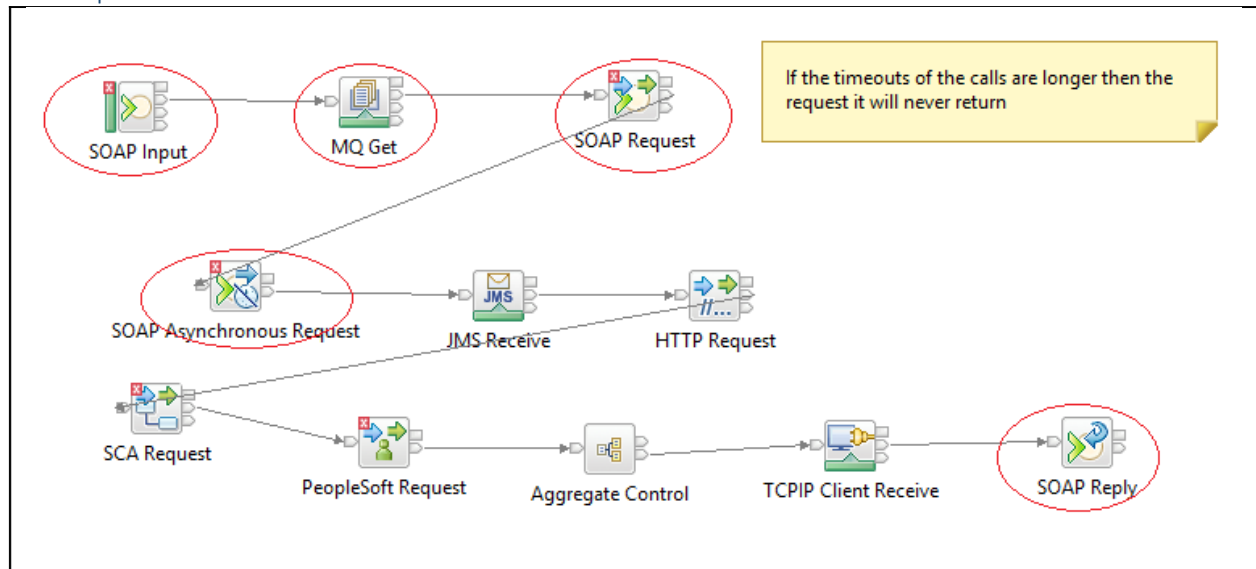 If the timeouts of the calls are longer then the
request it will never return
SOAP Input
MQ Get
SOAP Request
SOAP Asynchronous Request
JMS
JMS Receive
//...
HTTP Request
SCA Request
PeopleSoft Request
Aggregate Control
TCPIP Client Receive
SOAP Reply